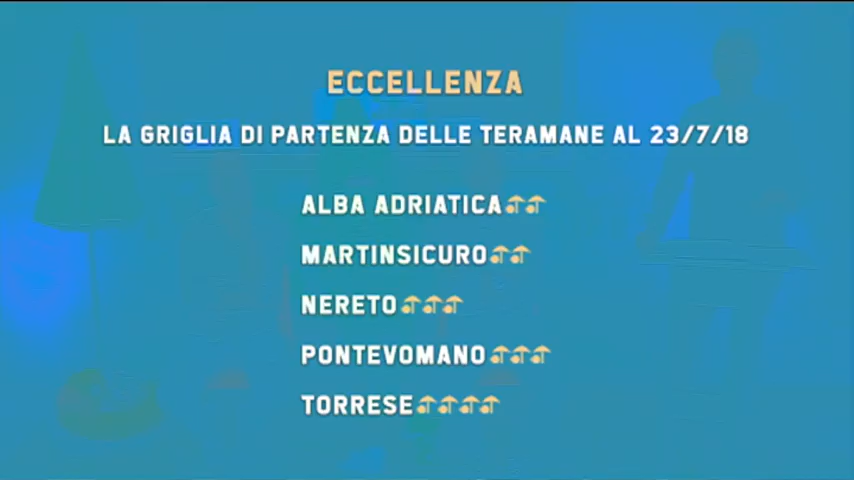 ECCELLENZA
LA GRIGLIA DI PARTENZA DELLE TERAMANE AL 23/7/18
ALBA ADRIATICA
MARTINSICURO
NERETO
PONTEVOMANO
TORRESE